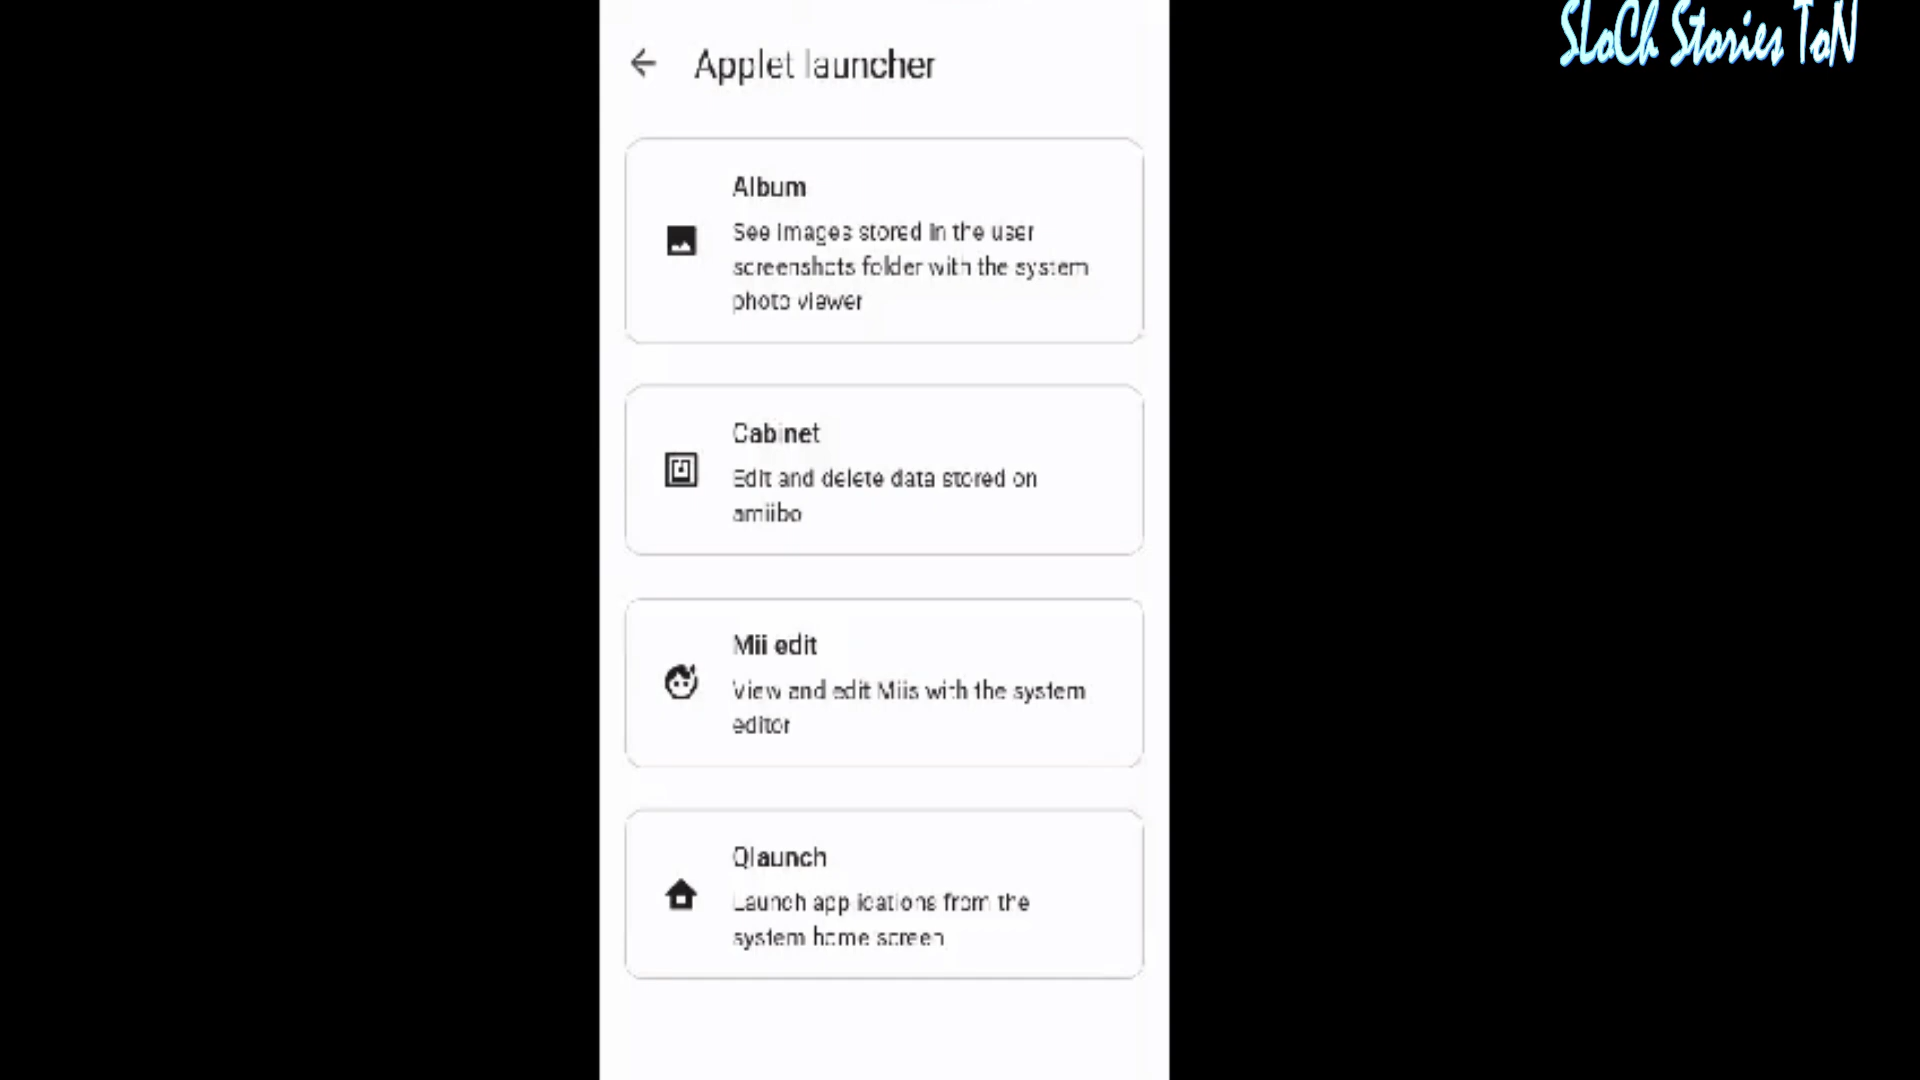 SLoCh Stories ToN
Applet launcher
Album
See images stored in the user
screenshots folder with the system
photo viewer
Cabinet
Edit and delete data stored on
amiibo
Mii edit
View and edit Miis with the system
editor
Qlaunch
Launch applications from the
system home screen